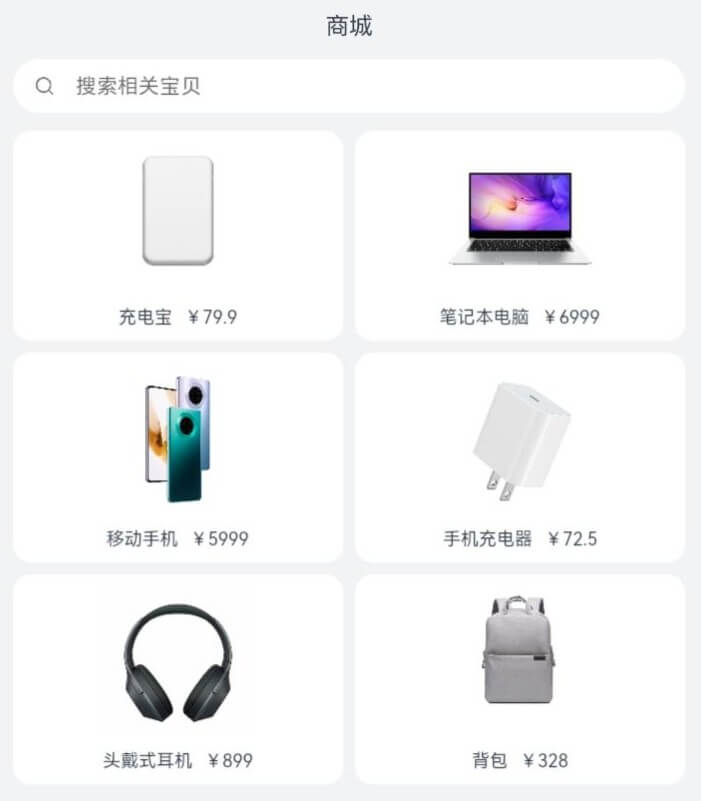 商城
搜索相关宝贝
充电宝 ￥79.9
笔记本电脑 ￥6999
移动手机 ￥5999
手机充电器 ￥72.5
头戴式耳机 ￥899
背包 ￥328